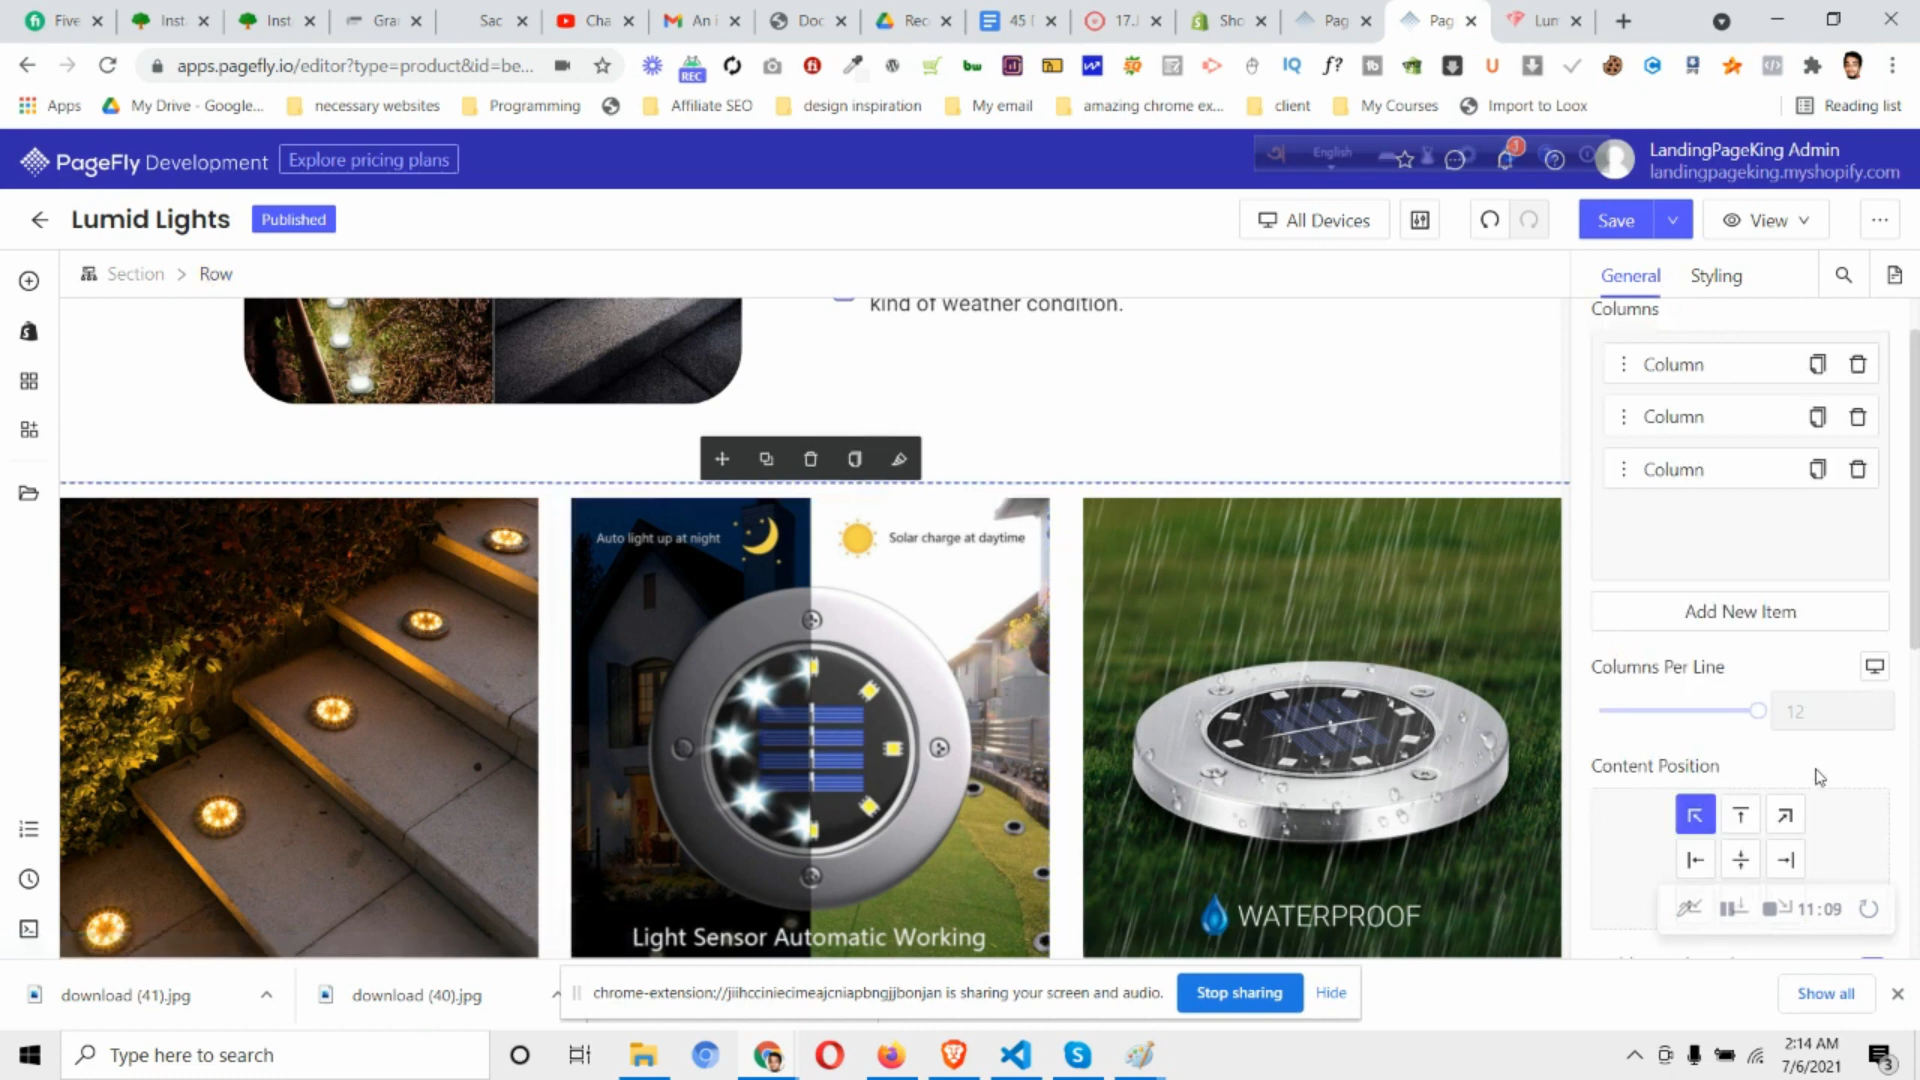 Five
Inst
Inst
Gra
Sac
Cha
An i
Doc
Rec
45 [
17.
Sho
Pag
Pag
Lun
apps.pagefly.io/editor?type=product&id=be...
REC
bw
IQ
f?
U
Apps
My Drive - Google...
necessary websites
Programming
Affiliate SEO
design inspiration
My email
amazing chrome ex...
client
My Courses
Import to Loox
Reading list
PageFly Development
Explore pricing plans
English
LandingPageKing Admin
landingpageking.myshopify.com
Lumid Lights
Published
All Devices
Save
View
Section > Row
General
Styling
kind of weather condition.
Columns
Column
Column
Column
Auto light up at night
Solar charge at daytime
Add New Item
Columns Per Line
12
Content Position
WATERPROOF
Light Sensor Automatic Working
11:09
download (41).jpg
download (40).jpg
chrome-extension://jiihcciniecimeajcniapbngjjbonjan is sharing your screen and audio.
Stop sharing
Hide
Show all
Type here to search
2:14 AM
7/6/2021
3